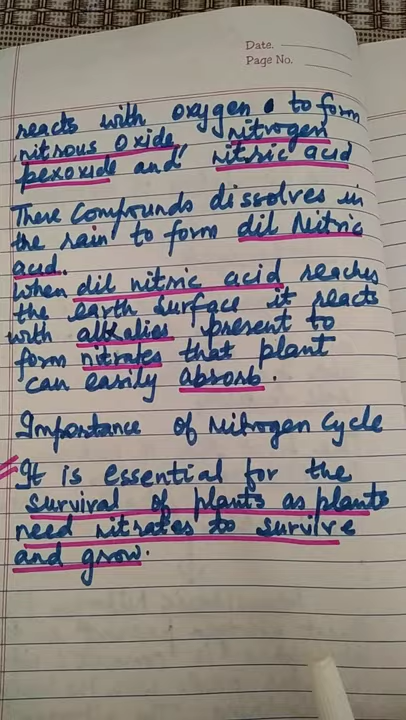 Date.
Page No.
reacts with oxygen to form
nitrous oxide, nitrogen
peroxide and nitric acid
These Compounds dissolves in
the rain to form dil Nitric
acid.
When dil nitric acid reaches
the earth surface it reacts
with alkalies present to
form nitrates that plant
can easily absorb.
Importance of Nitrogen Cycle
It is essential for the
survival of plants as plants
need nitrates to survive
and grow.